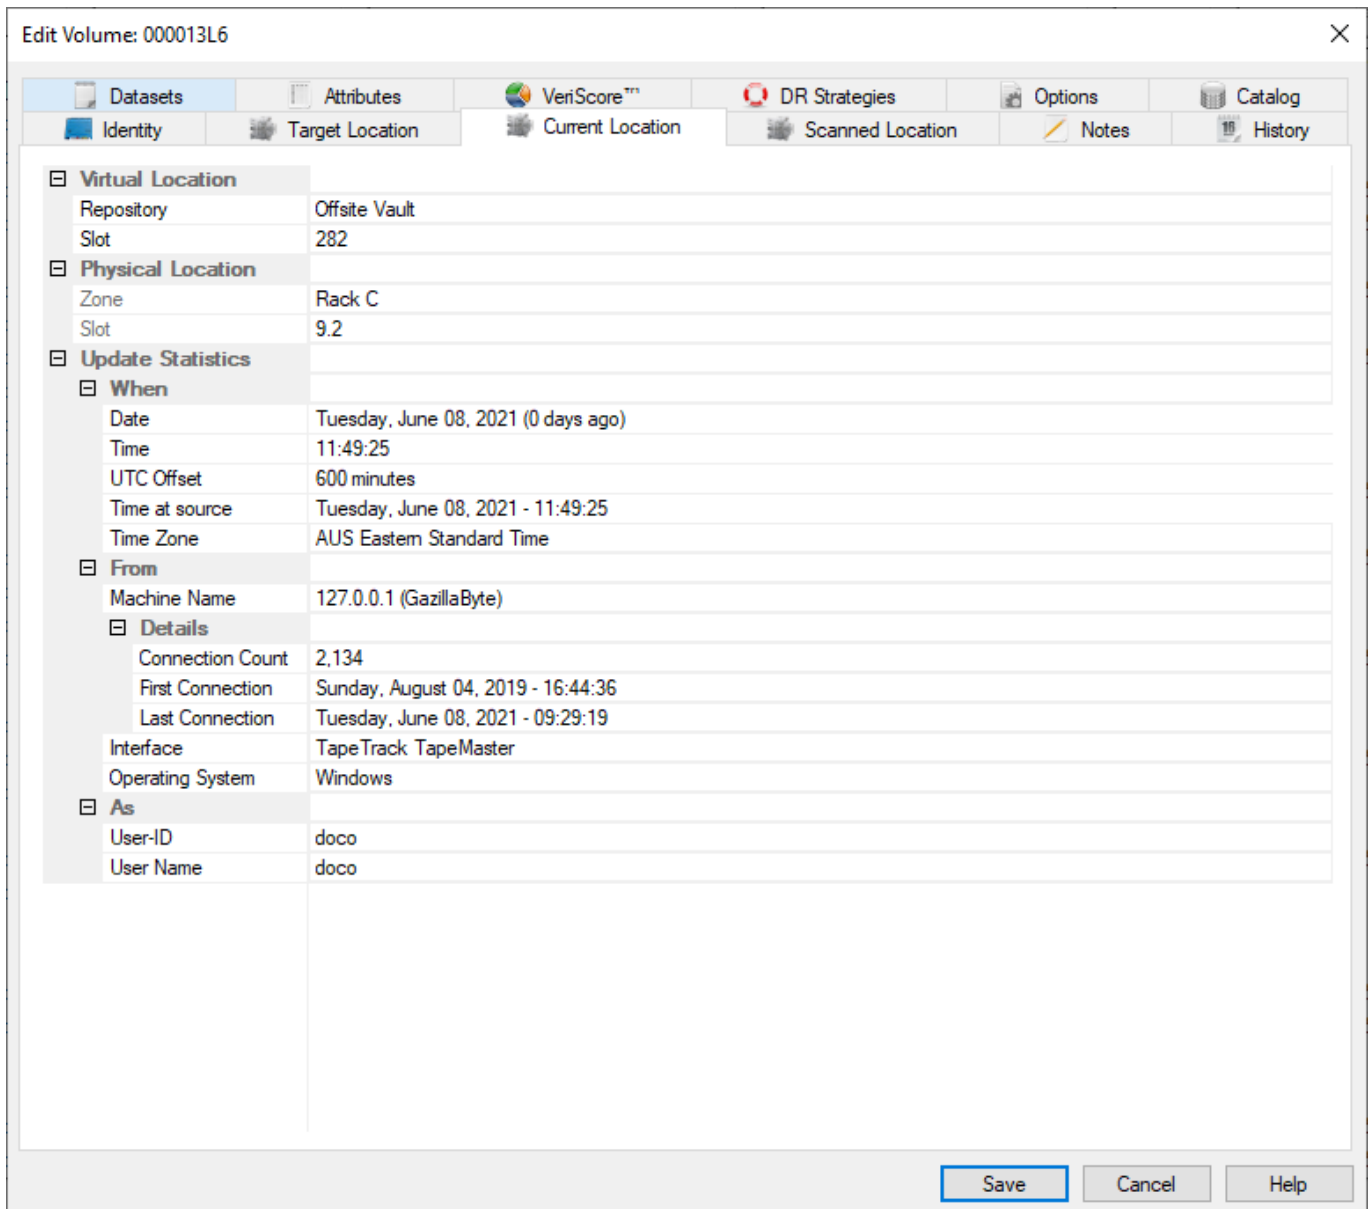 Edit Volume: 000013L6
Datasets Attributes VeriScore™ DR Strategies Options Catalog
Identity Target Location Current Location Scanned Location Notes 16 History
Virtual Location
Repository Offsite Vault
Slot 282
Physical Location
Zone Rack C
Slot 9.2
Update Statistics
When
Date Tuesday, June 08, 2021 (0 days ago)
Time 11:49:25
UTC Offset 600 minutes
Time at source Tuesday, June 08, 2021 - 11:49:25
Time Zone AUS Eastern Standard Time
From
Machine Name 127.0.0.1 (GazillaByte)
Details
Connection Count 2,134
First Connection Sunday, August 04, 2019 - 16:44:36
Last Connection Tuesday, June 08, 2021 - 09:29:19
Interface TapeTrack TapeMaster
Operating System Windows
As
User-ID doco
User Name doco
Save Cancel Help